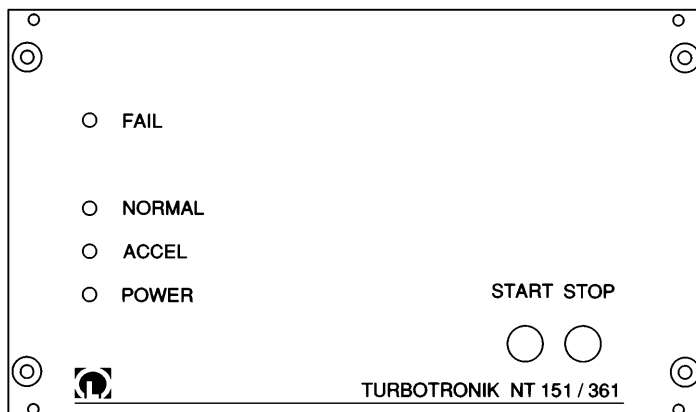 FAIL
NORMAL
ACCEL
POWER
START STOP
L
TURBOTRONIK NT 151 / 361